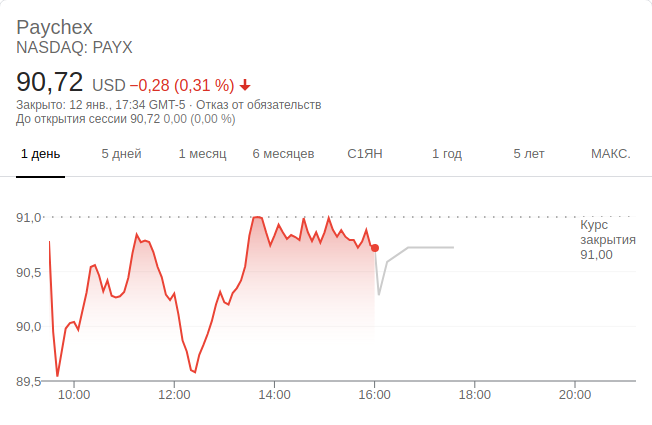 Paychex
NASDAQ: PAYX
90,72 USD −0,28 (0,31 %)
Закрыто: 12 янв., 17:34 GMT-5 · Отказ от обязательств
До открытия сессии 90,72 0,00 (0,00 %)
1 день 5 дней 1 месяц 6 месяцев С1ЯН 1 год 5 лет МАКС.
91,0
Курс
закрытия
91,00
90,5
90,0
89,5
10:00 12:00 14:00 16:00 18:00 20:00